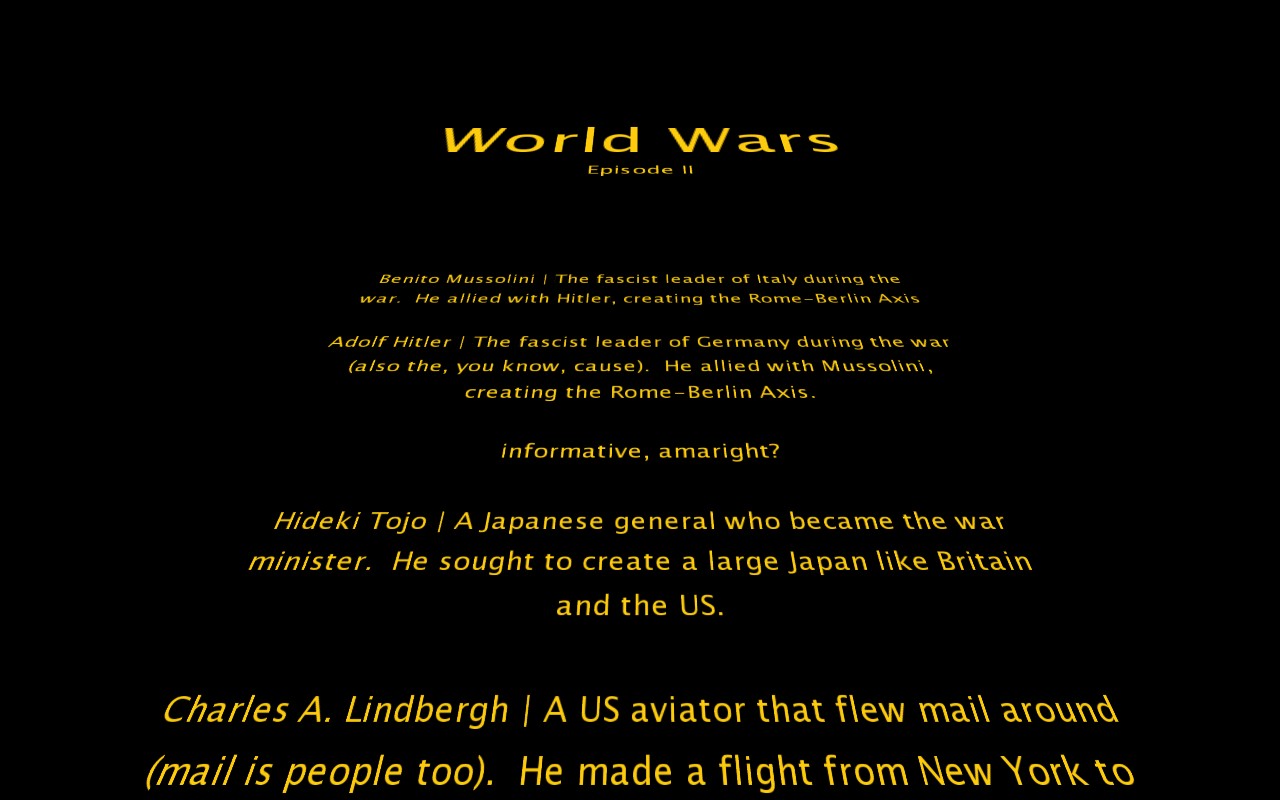 World Wars
Episode II
Benito Mussolini | The fascist leader of Italy during the
war.  He allied with Hitler, creating the Rome-Berlin Axis
Adolf Hitler | The fascist leader of Germany during the war
(also the, you know, cause).  He allied with Mussolini,
creating the Rome-Berlin Axis.
informative, amaright?
Hideki Tojo | A Japanese general who became the war
minister.  He sought to create a large Japan like Britain
and the US.
Charles A. Lindbergh | A US aviator that flew mail around
(mail is people too).  He made a flight from New York to